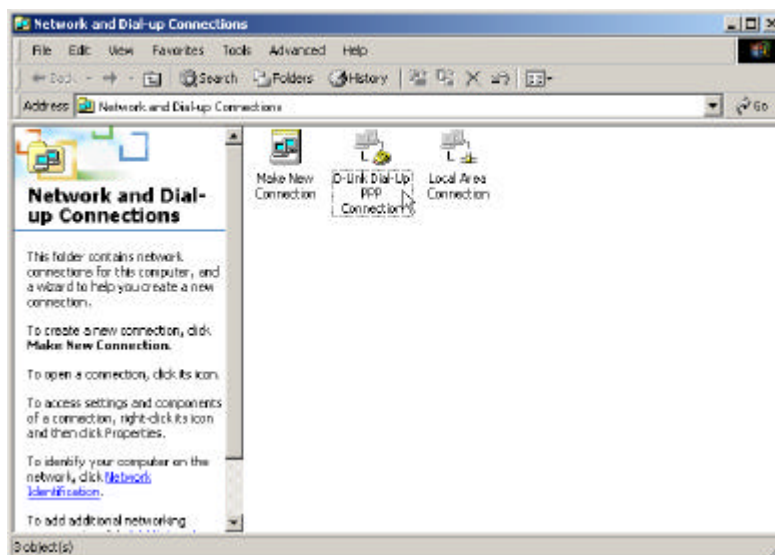 Network and Dial-up Connections
File Edit View Favorites Tools Advanced Help
Back Search Folders History
Address Network and Dial-up Connections Go
Make New
Connection
D-Link Dial-Up
PPP
Connection
Local Area
Connection
Network and Dial-
up Connections
This folder contains network
connections for this computer, and
a wizard to help you create a new
connection.
To create a new connection, click
Make New Connection.
To open a connection, click its icon.
To access settings and components
of a connection, right-click its icon
and then click Properties.
To identify your computer on the
network, click Network
Identification.
To add additional networking
3 object(s)